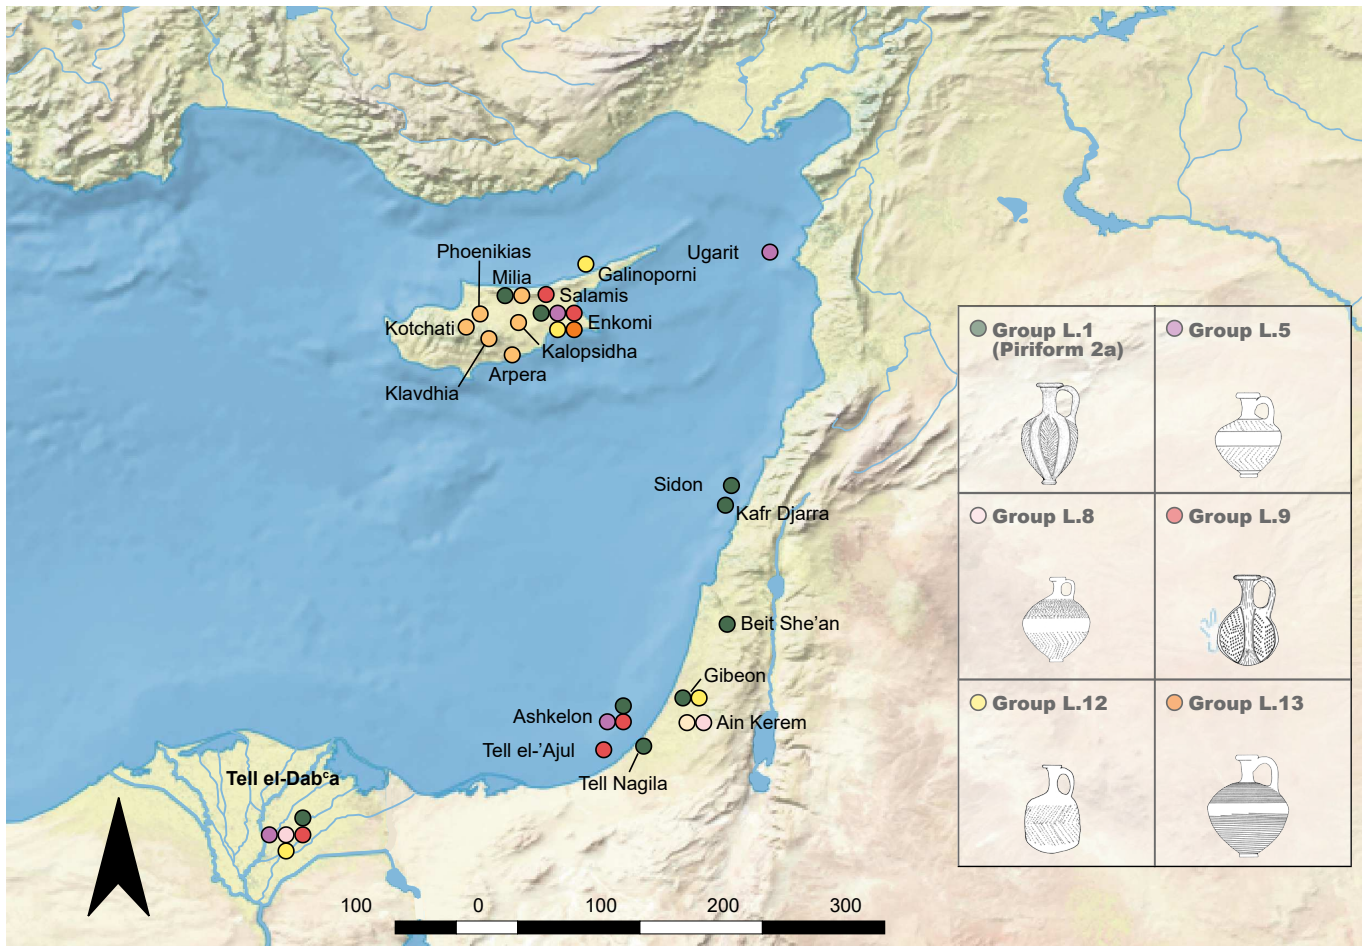 Phoenikias
Ugarit
Milia
Galinoporni
Salamis
Kotchati
Enkomi
Kalopsidha
Arpera
Klavdhia
Sidon
Kafr Djarra
Beit She’an
Gibeon
Ashkelon
Ain Kerem
Tell el-’Ajul
Tell Nagila
Tell el-Dabᶜa
100 0 100 200 300
Group L.1
(Piriform 2a)
Group L.5
Group L.8
Group L.9
Group L.12
Group L.13